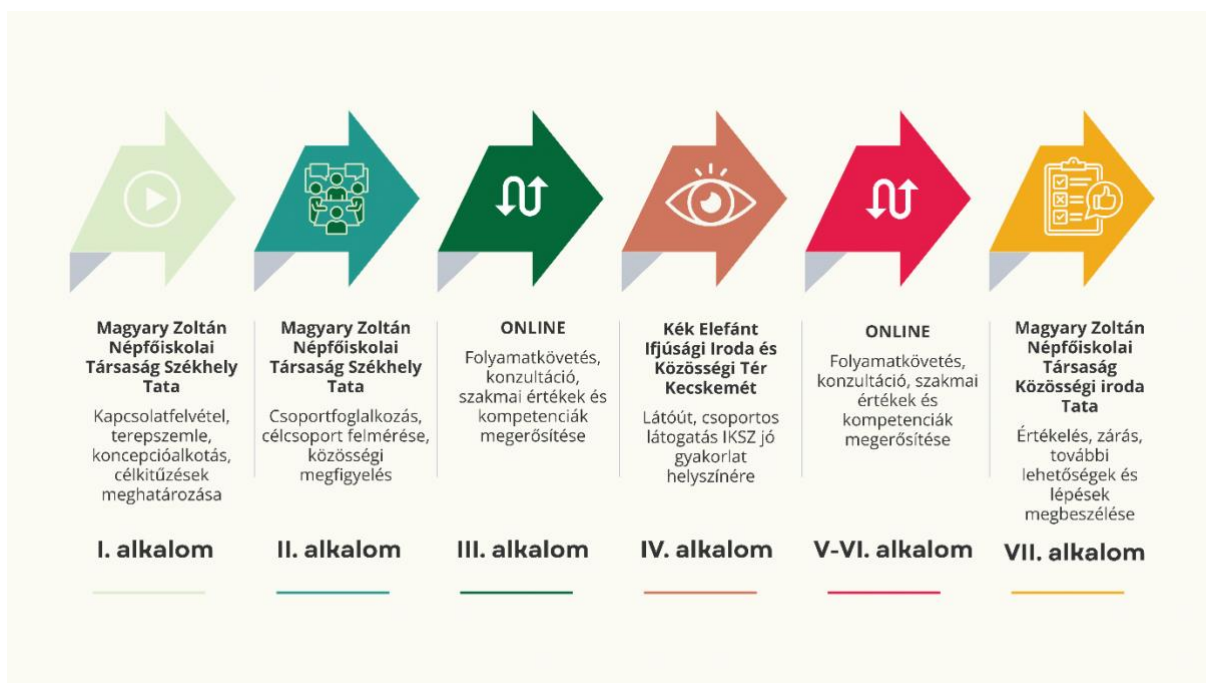 Magyary Zoltán
Népfőiskolai
Társaság Székhely
Tata
Kapcsolatfelvétel,
terepszemle,
koncepcióalkotás,
célkitűzések
meghatározása
I. alkalom
Magyary Zoltán
Népfőiskolai
Társaság Székhely
Tata
Csoportfoglalkozás,
célcsoport felmérése,
közösségi
megfigyelés
II. alkalom
ONLINE
Folyamatkövetés,
konzultáció,
szakmai értékek és
kompetenciák
megerősítése
III. alkalom
Kék Elefánt
Ifjúsági Iroda és
Közösségi Tér
Kecskemét
Látóút, csoportos
látogatás IKSZ jó
gyakorlat
helyszínére
IV. alkalom
ONLINE
Folyamatkövetés,
konzultáció, szakmai
értékek és
kompetenciák
megerősítése
V-VI. alkalom
Magyary Zoltán
Népfőiskolai
Társaság
Közösségi iroda
Tata
Értékelés, zárás,
további
lehetőségek és
lépések
megbeszélése
VII. alkalom